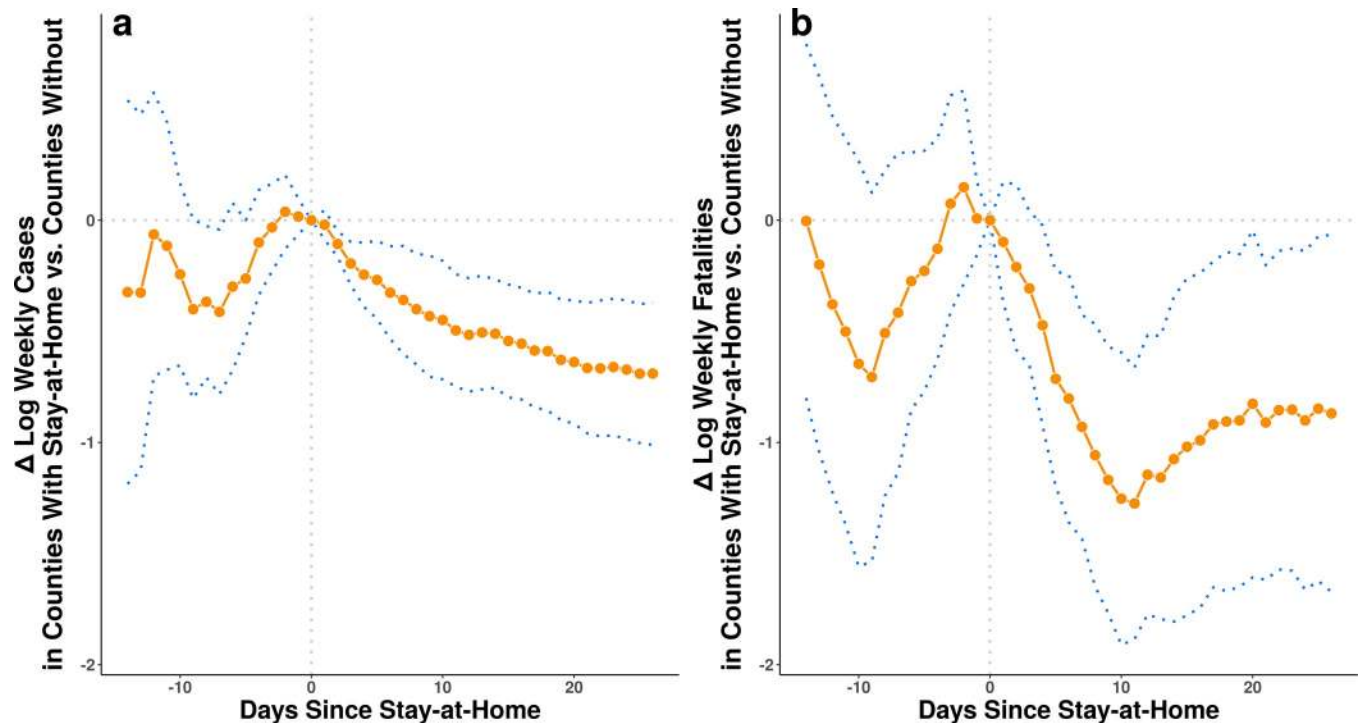 a
Δ Log Weekly Cases
in Counties With Stay-at-Home vs. Counties Without
0
-1
-2
-10 0 10 20
Days Since Stay-at-Home
b
Δ Log Weekly Fatalities
in Counties With Stay-at-Home vs. Counties Without
0
-1
-2
-10 0 10 20
Days Since Stay-at-Home